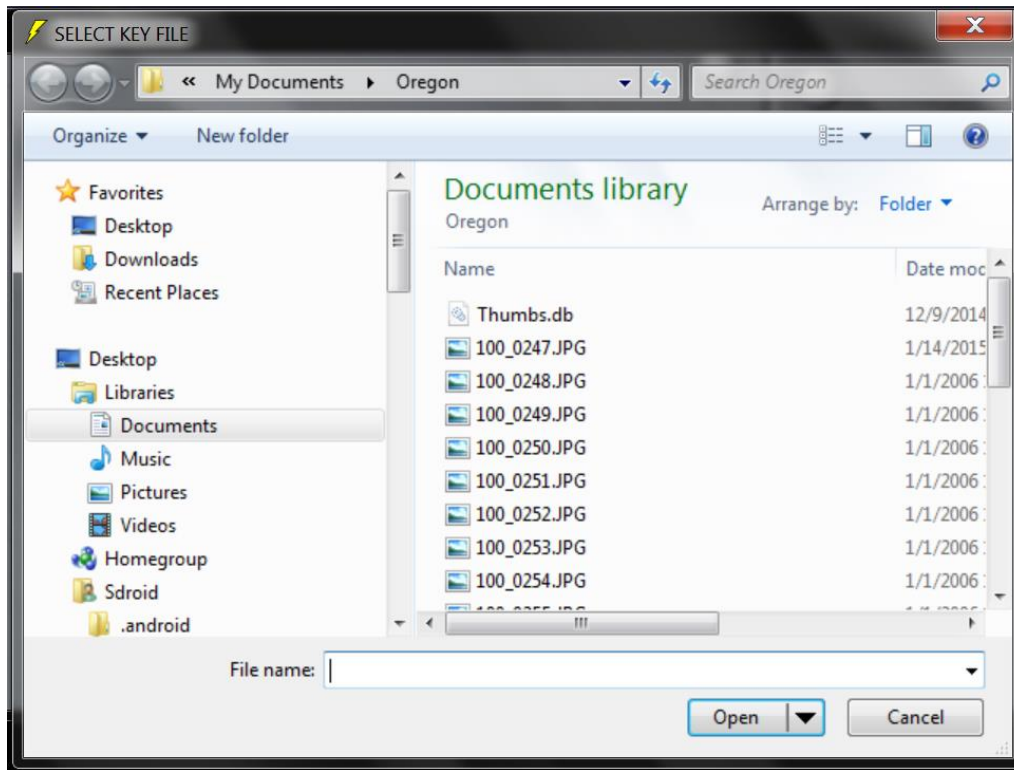 SELECT KEY FILE
« My Documents Oregon Search Oregon
Organize New folder
Favorites
Desktop
Downloads
Recent Places
Desktop
Libraries
Documents
Music
Pictures
Videos
Homegroup
Sdroid
.android
Documents library
Oregon
Arrange by: Folder
Name Date moc
Thumbs.db 12/9/2014
100_0247.JPG 1/14/2015
100_0248.JPG 1/1/2006
100_0249.JPG 1/1/2006
100_0250.JPG 1/1/2006
100_0251.JPG 1/1/2006
100_0252.JPG 1/1/2006
100_0253.JPG 1/1/2006
100_0254.JPG 1/1/2006
File name:
Open Cancel